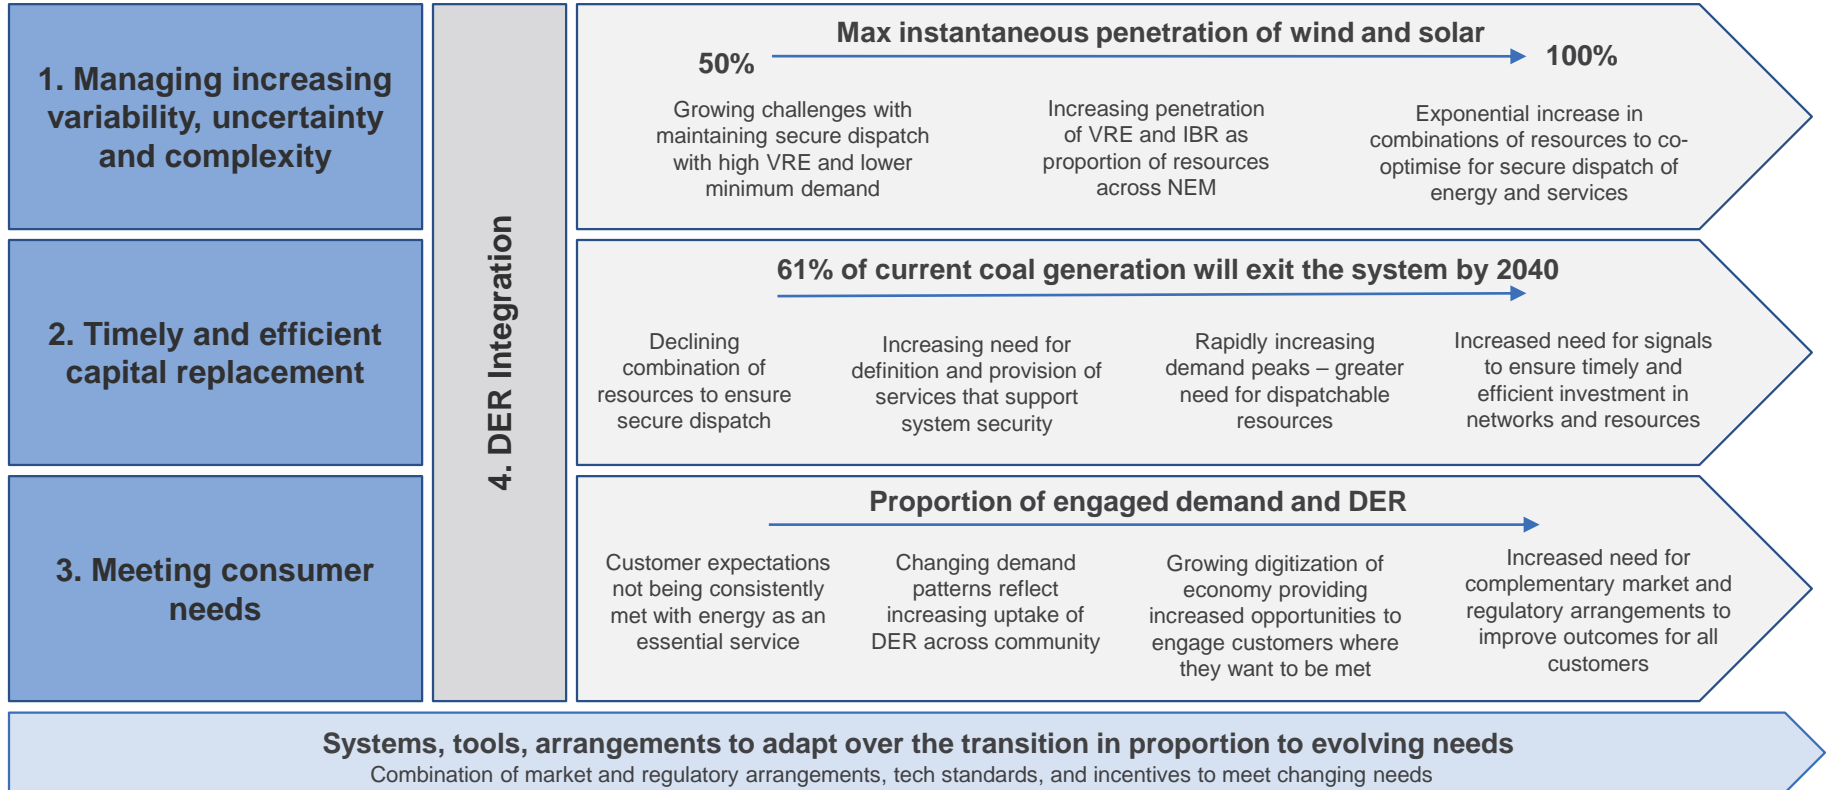 1. Managing increasing
variability, uncertainty
and complexity
4. DER Integration
Max instantaneous penetration of wind and solar
50%
100%
Growing challenges with
maintaining secure dispatch
with high VRE and lower
minimum demand
Increasing penetration
of VRE and IBR as
proportion of resources
across NEM
Exponential increase in
combinations of resources to co-
optimise for secure dispatch of
energy and services
2. Timely and efficient
capital replacement
61% of current coal generation will exit the system by 2040
Declining
combination of
resources to ensure
secure dispatch
Increasing need for
definition and provision of
services that support
system security
Rapidly increasing
demand peaks – greater
need for dispatchable
resources
Increased need for signals
to ensure timely and
efficient investment in
networks and resources
3. Meeting consumer
needs
Proportion of engaged demand and DER
Customer expectations
not being consistently
met with energy as an
essential service
Changing demand
patterns reflect
increasing uptake of
DER across community
Growing digitization of
economy providing
increased opportunities to
engage customers where
they want to be met
Increased need for
complementary market and
regulatory arrangements to
improve outcomes for all
customers
Systems, tools, arrangements to adapt over the transition in proportion to evolving needs
Combination of market and regulatory arrangements, tech standards, and incentives to meet changing needs